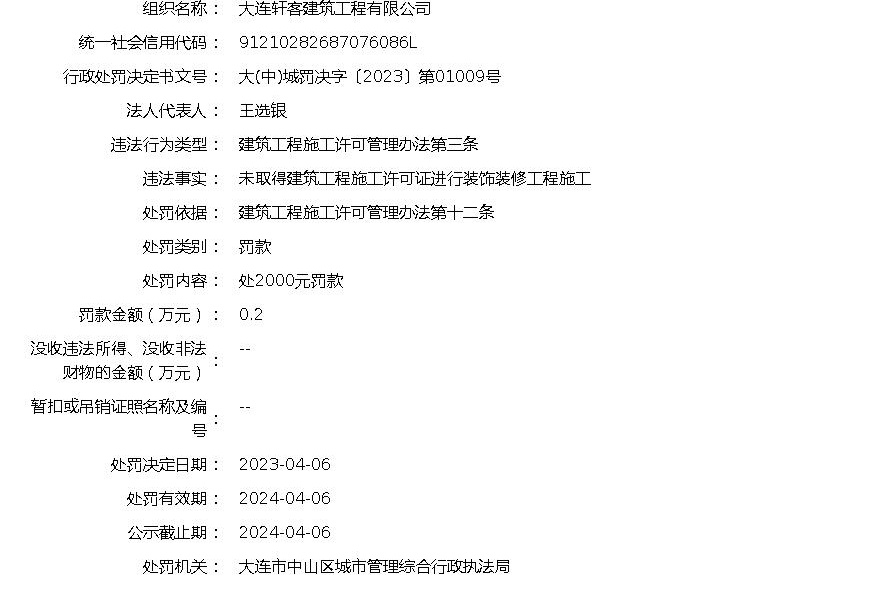 组织名称： 大连轩客建筑工程有限公司
统一社会信用代码： 91210282687076086L
行政处罚决定书文号： 大(中)城罚决字〔2023〕第01009号
法人代表人： 王选银
违法行为类型： 建筑工程施工许可管理办法第三条
违法事实： 未取得建筑工程施工许可证进行装饰装修工程施工
处罚依据： 建筑工程施工许可管理办法第十二条
处罚类别： 罚款
处罚内容： 处2000元罚款
罚款金额（万元）： 0.2
没收违法所得、没收非法
财物的金额（万元）： --
暂扣或吊销证照名称及编
号： --
处罚决定日期： 2023-04-06
处罚有效期： 2024-04-06
公示截止期： 2024-04-06
处罚机关： 大连市中山区城市管理综合行政执法局